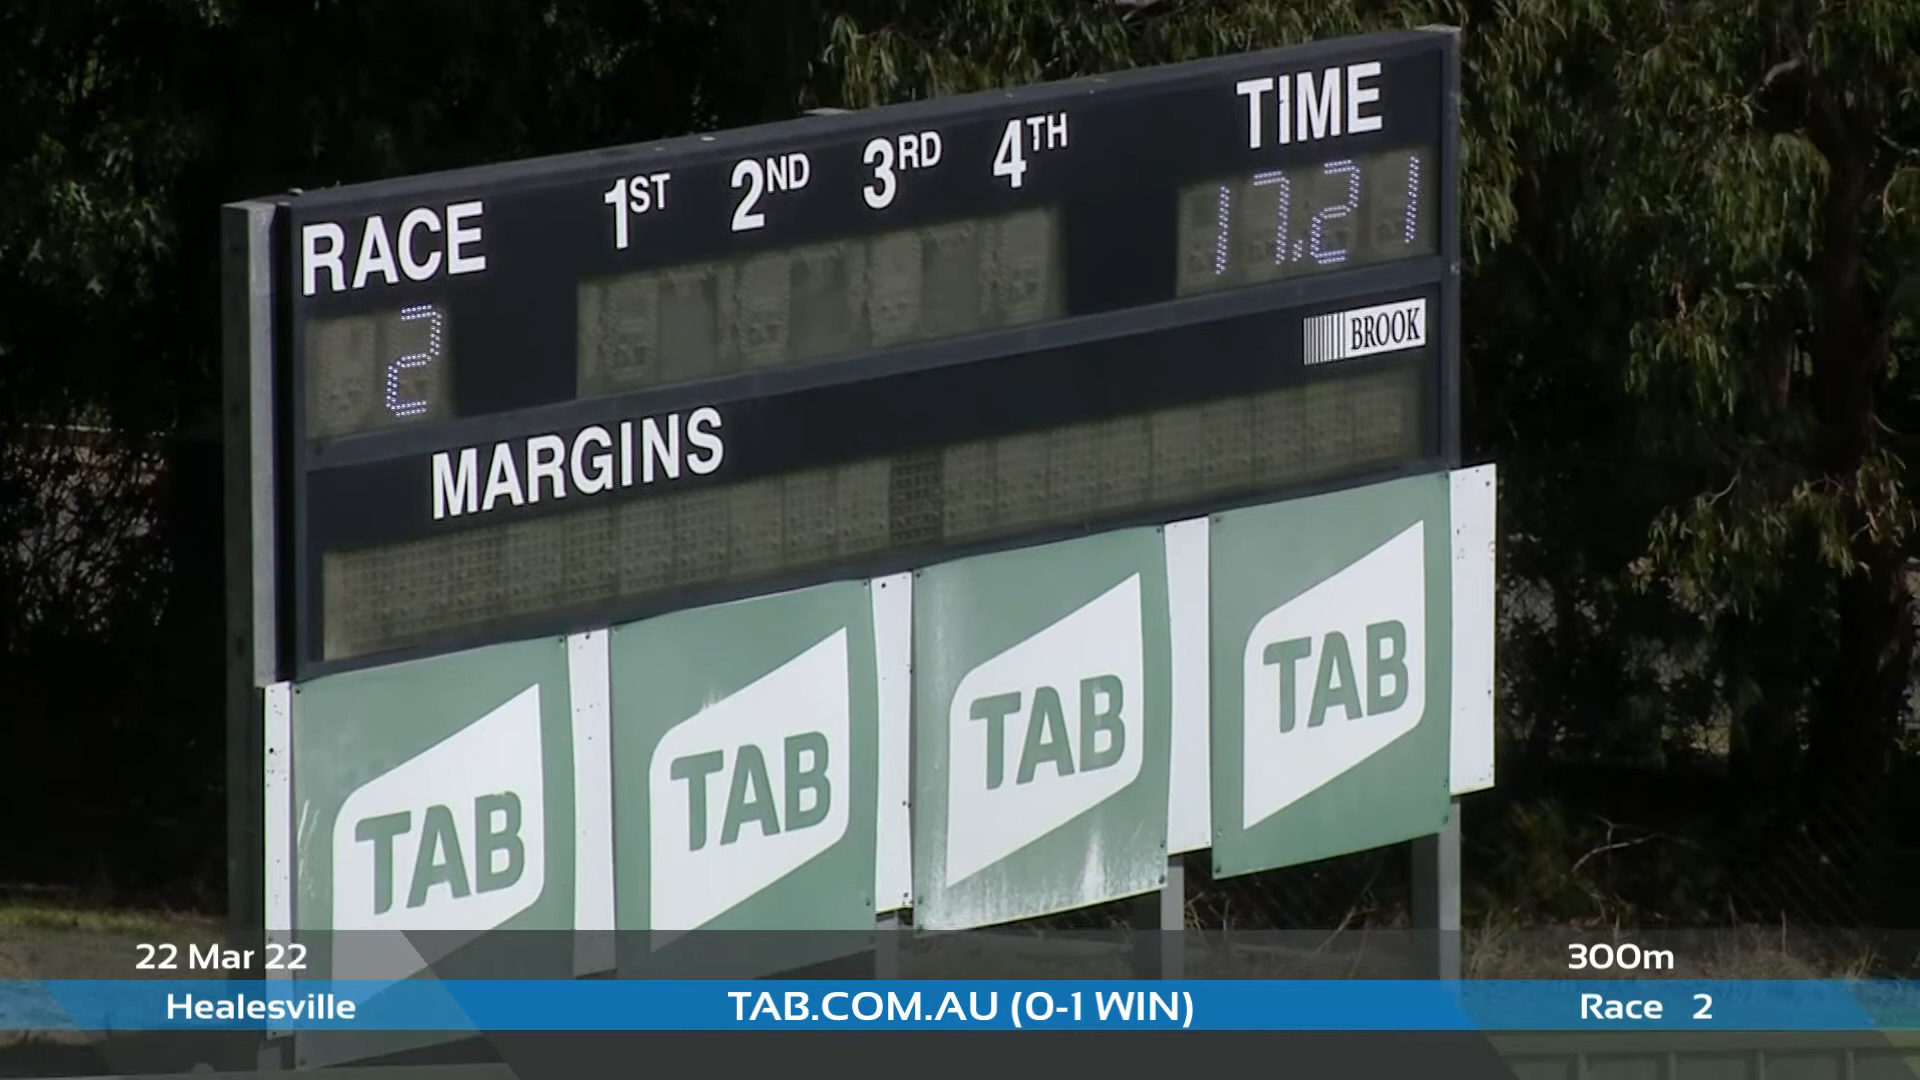 RACE 1ST 2ND 3RD 4TH TIME
2 17.21
BROOK
MARGINS
TAB TAB TAB TAB
22 Mar 22 300m
Healesville TAB.COM.AU (0-1 WIN) Race 2